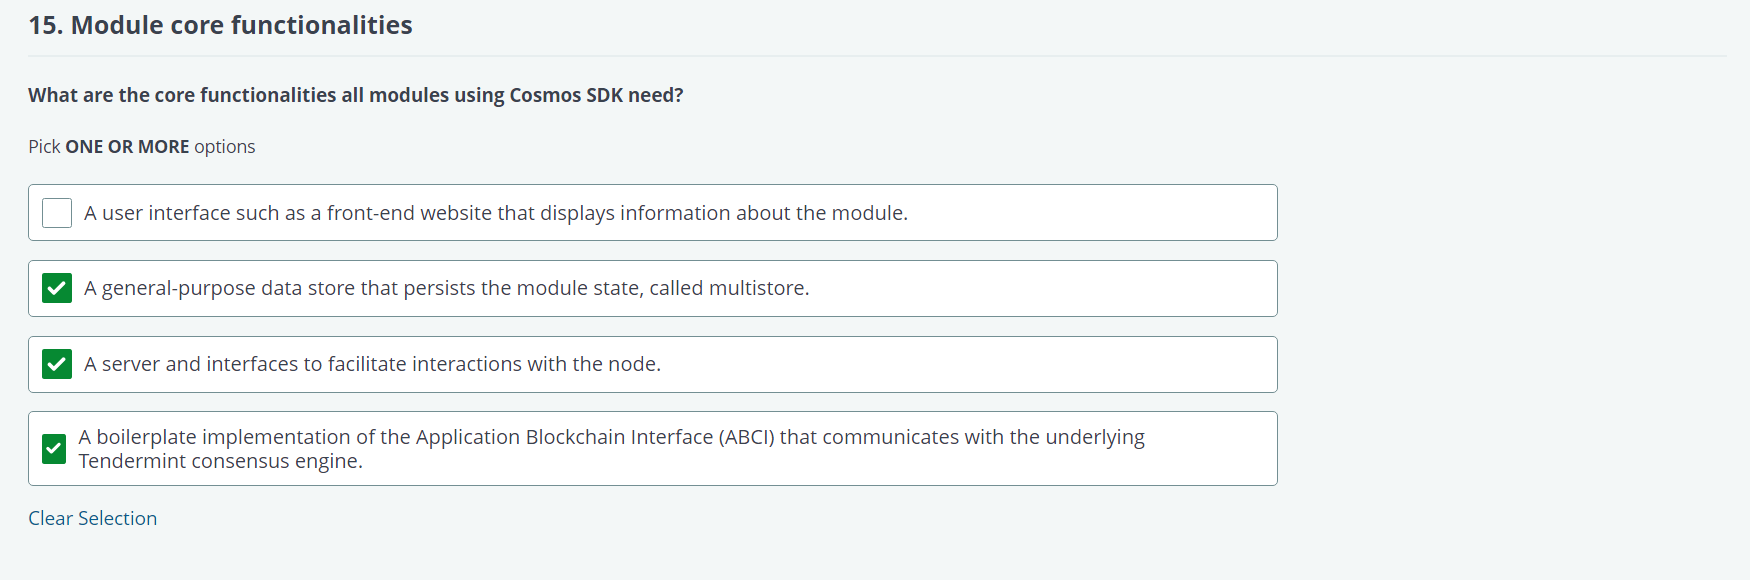 15. Module core functionalities
What are the core functionalities all modules using Cosmos SDK need?
Pick ONE OR MORE options
A user interface such as a front-end website that displays information about the module.
A general-purpose data store that persists the module state, called multistore.
A server and interfaces to facilitate interactions with the node.
A boilerplate implementation of the Application Blockchain Interface (ABCI) that communicates with the underlying
Tendermint consensus engine.
Clear Selection